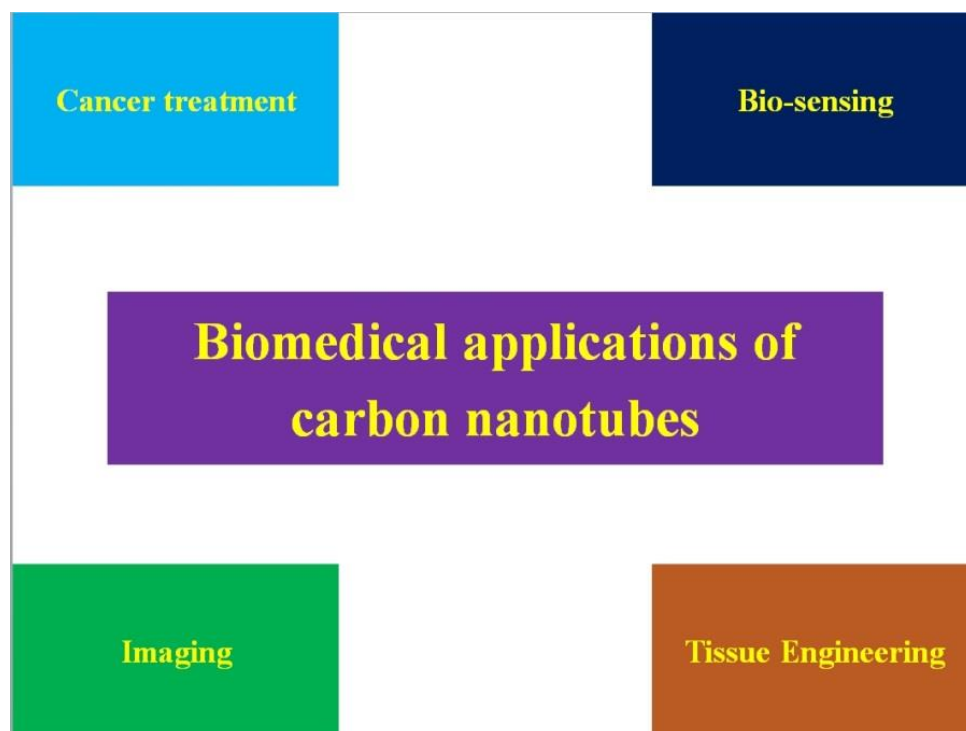 Cancer treatment
Bio-sensing
Biomedical applications of
carbon nanotubes
Imaging
Tissue Engineering